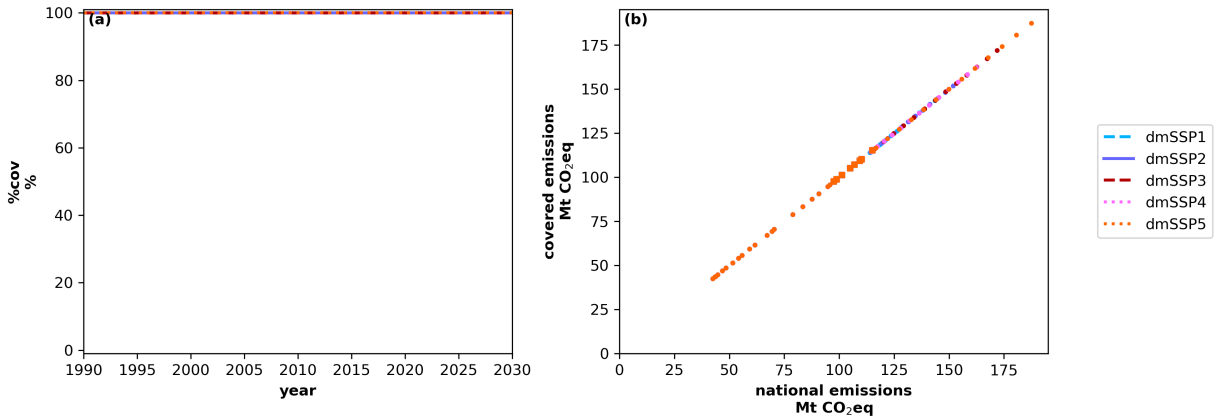 (a)
100
80
60
40
20
0
%cov
%
1990 1995 2000 2005 2010 2015 2020 2025 2030
year
(b)
175
150
125
100
75
50
25
0
covered emissions
Mt CO₂eq
0 25 50 75 100 125 150 175
national emissions
Mt CO₂eq
dmSSP1
dmSSP2
dmSSP3
dmSSP4
dmSSP5